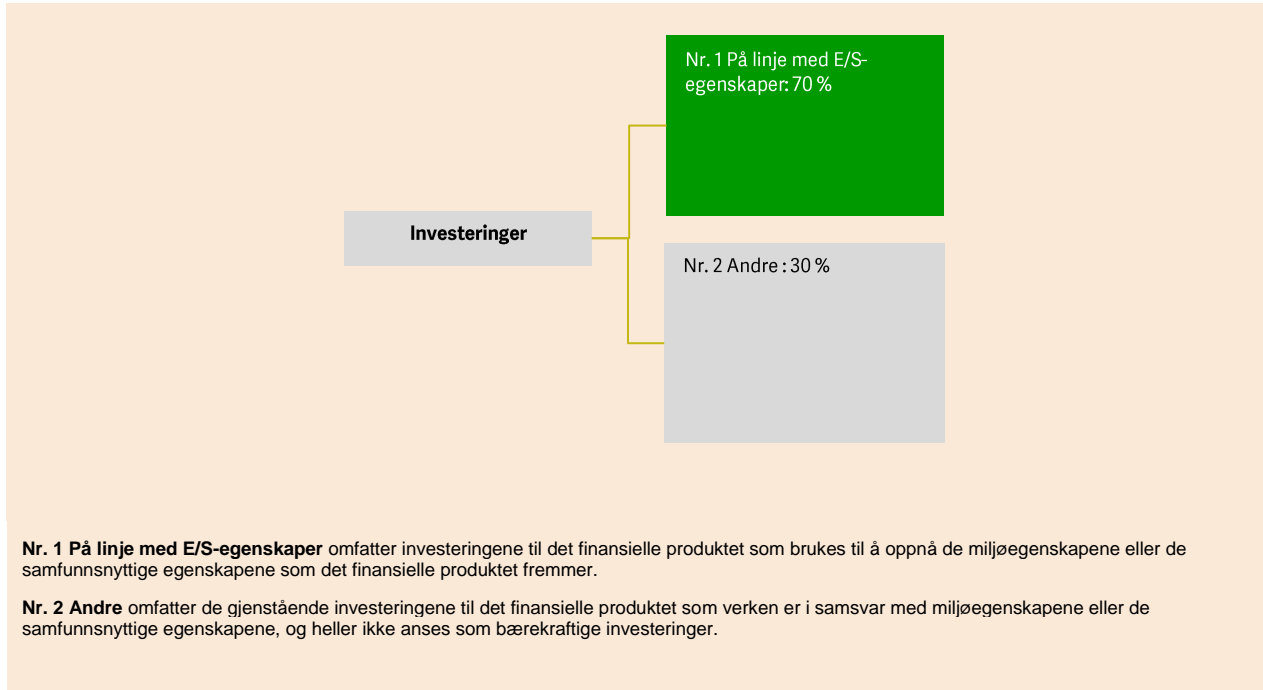 Nr. 1 På linje med E/S-
egenskaper: 70 %
Investeringer
Nr. 2 Andre : 30 %
Nr. 1 På linje med E/S-egenskaper omfatter investeringene til det finansielle produktet som brukes til å oppnå de miljøegenskapene eller de
samfunnsnyttige egenskapene som det finansielle produktet fremmer.
Nr. 2 Andre omfatter de gjenstående investeringene til det finansielle produktet som verken er i samsvar med miljøegenskapene eller de
samfunnsnyttige egenskapene, og heller ikke anses som bærekraftige investeringer.